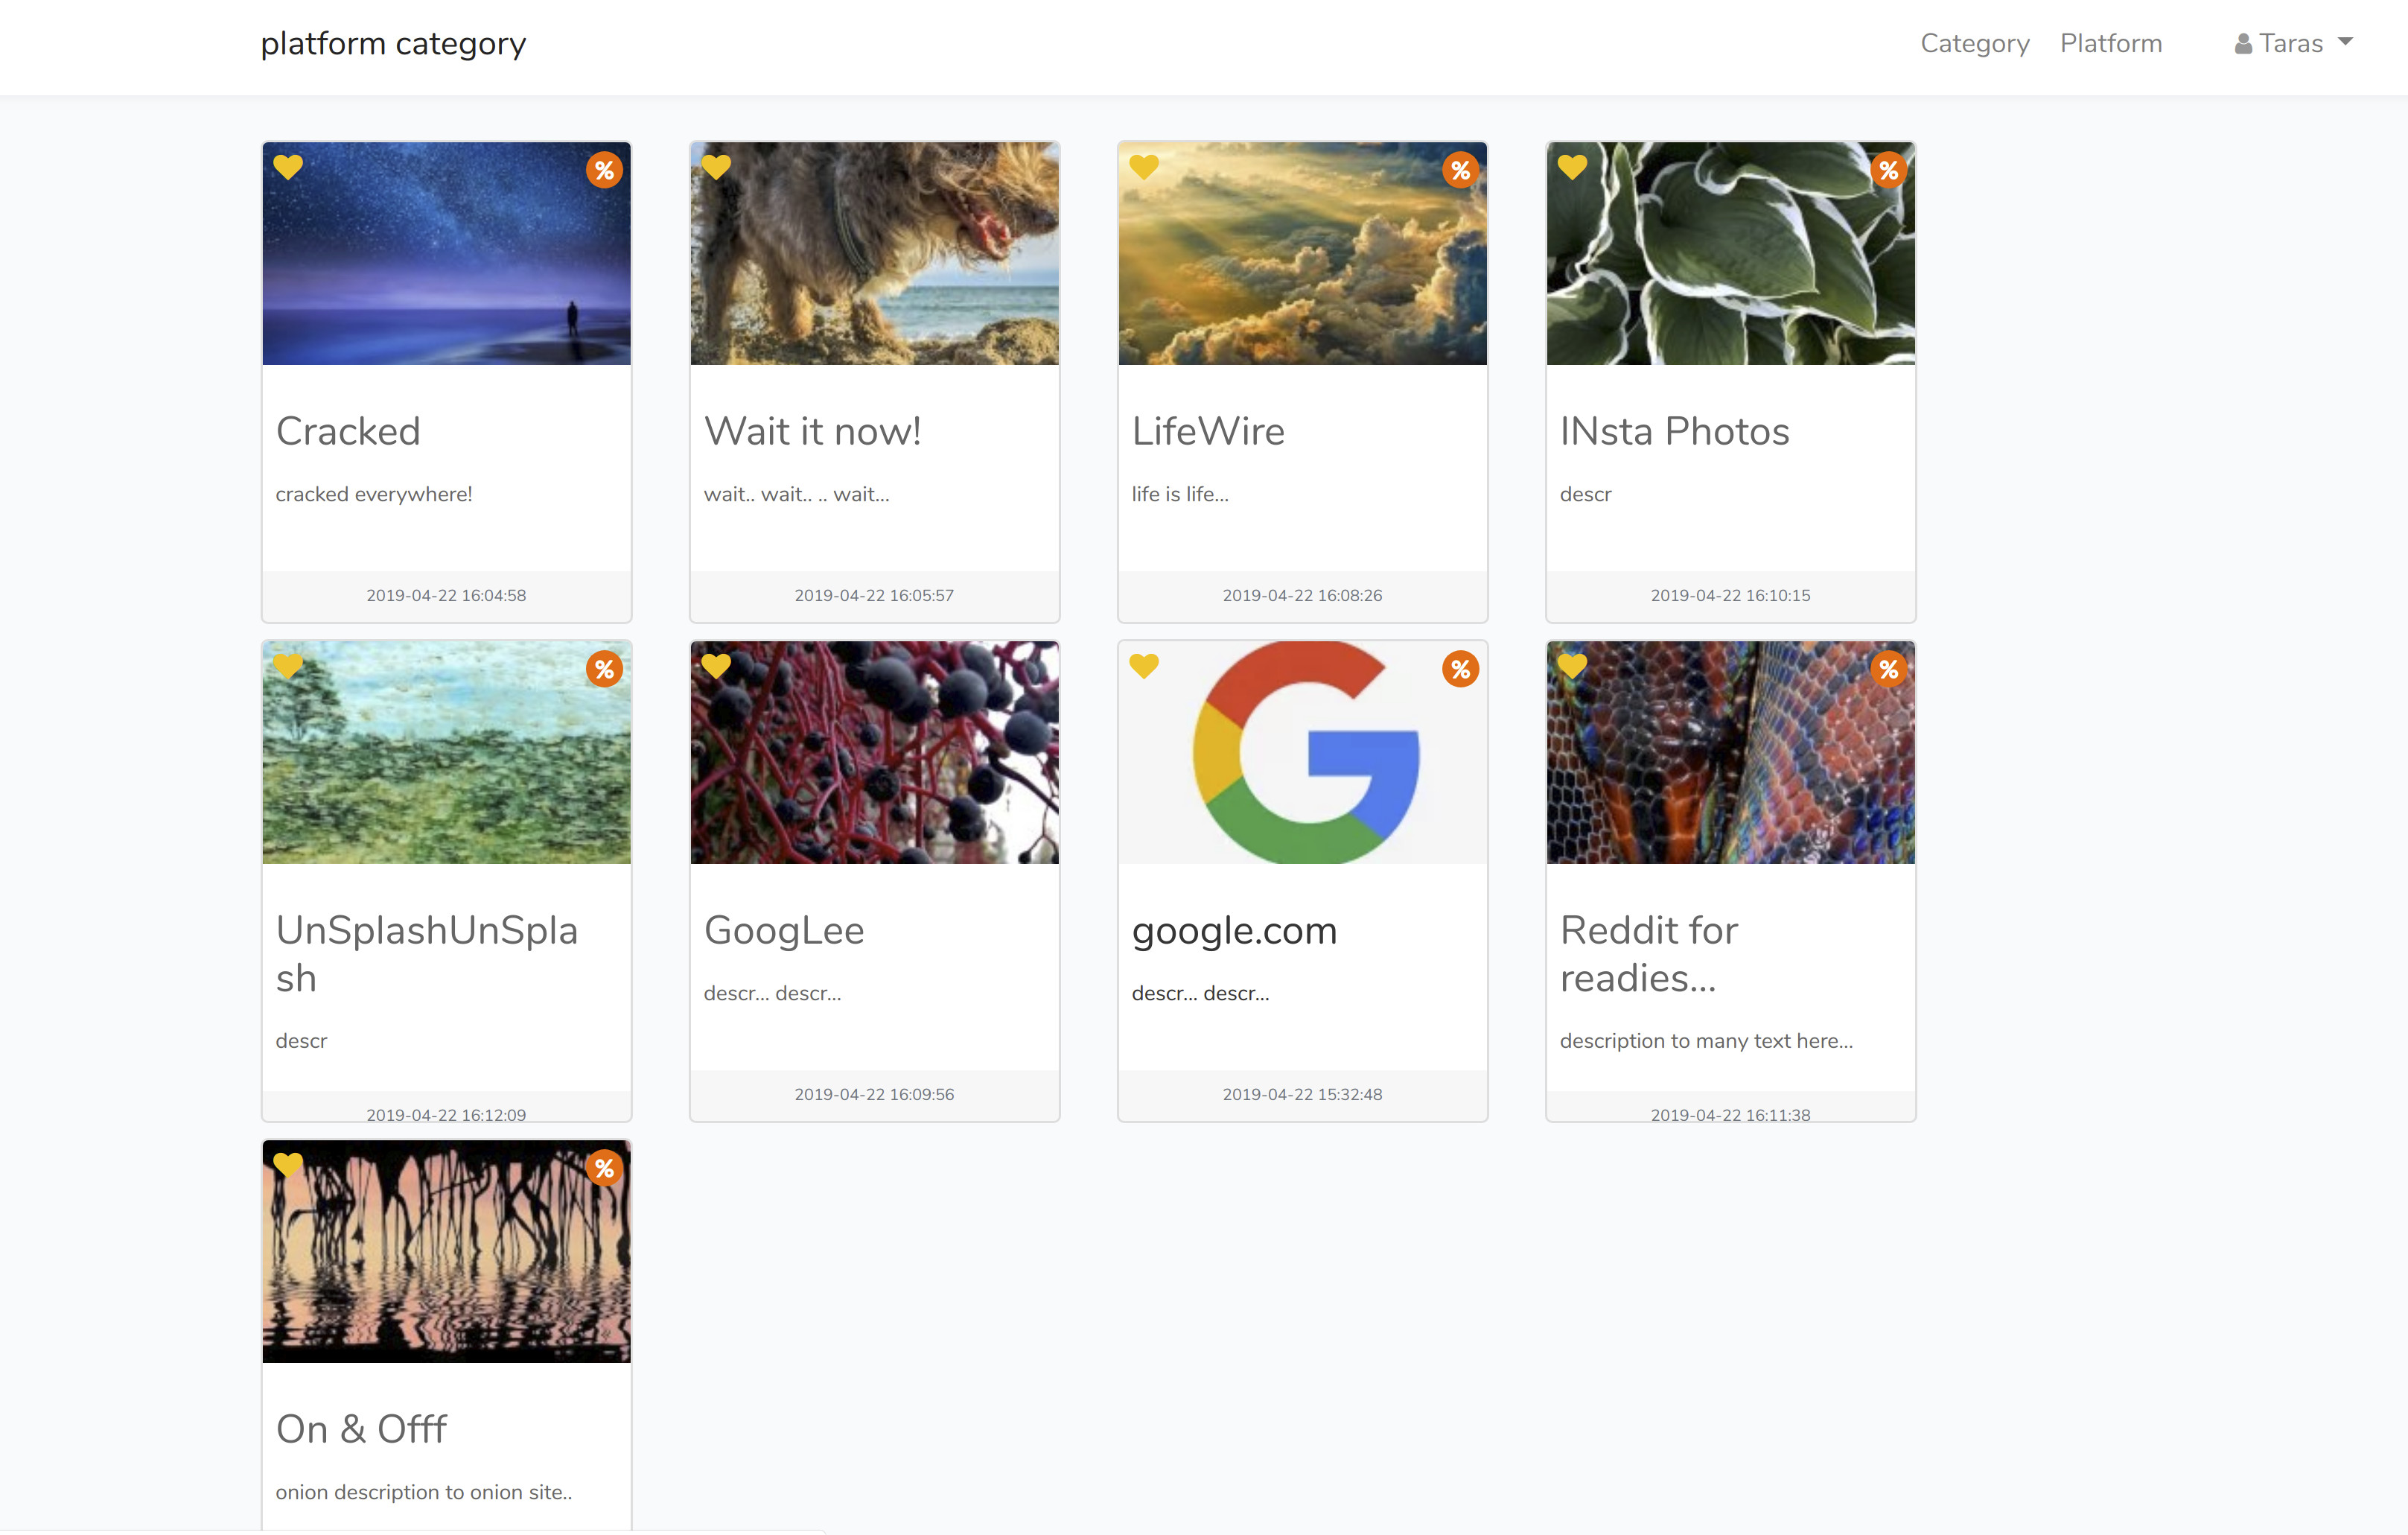 platform category
Category Platform Taras
%
%
%
Cracked
Wait it now!
LifeWire
INsta Photos
cracked everywhere!
wait.. wait.. .. wait...
life is life...
descr
2019-04-22 16:04:58
2019-04-22 16:05:57
2019-04-22 16:08:26
2019-04-22 16:10:15
%
%
%
UnSplashUnSpla
sh
GoogLee
google.com
Reddit for
readies...
descr
descr... descr...
descr... descr...
description to many text here...
2019-04-22 16:12:09
2019-04-22 16:09:56
2019-04-22 15:32:48
2019-04-22 16:11:38
%
On & Offf
onion description to onion site..